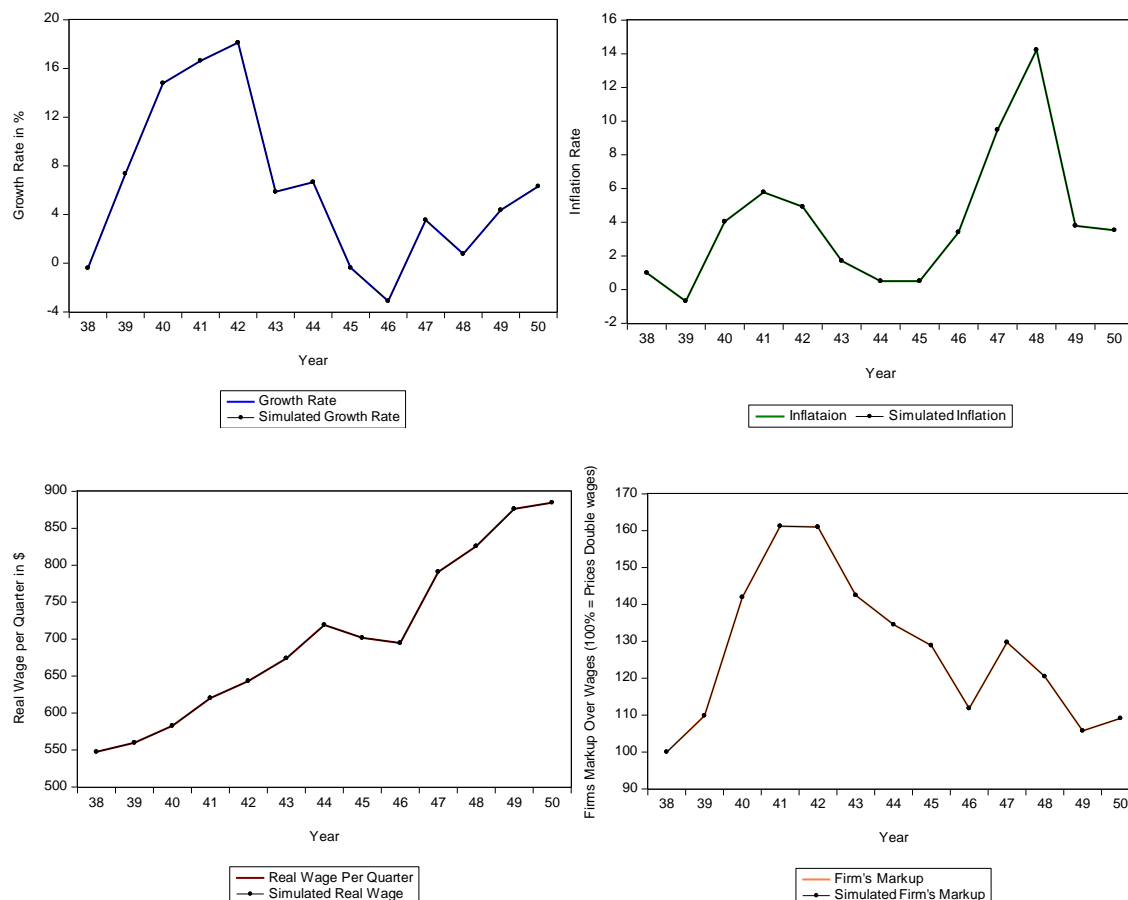 Growth Rate in %
20
16
12
8
4
0
-4
38 39 40 41 42 43 44 45 46 47 48 49 50
Year
Growth Rate
Simulated Growth Rate
Inflation Rate
16
14
12
10
8
6
4
2
0
-2
38 39 40 41 42 43 44 45 46 47 48 49 50
Year
Inflataion Simulated Inflation
Real Wage per Quarter in $
900
850
800
750
700
650
600
550
500
38 39 40 41 42 43 44 45 46 47 48 49 50
Year
Real Wage Per Quarter
Simulated Real Wage
Firms Markup Over Wages (100% = Prices Double wages)
170
160
150
140
130
120
110
100
90
38 39 40 41 42 43 44 45 46 47 48 49 50
Year
Firm's Markup
Simulated Firm's Markup